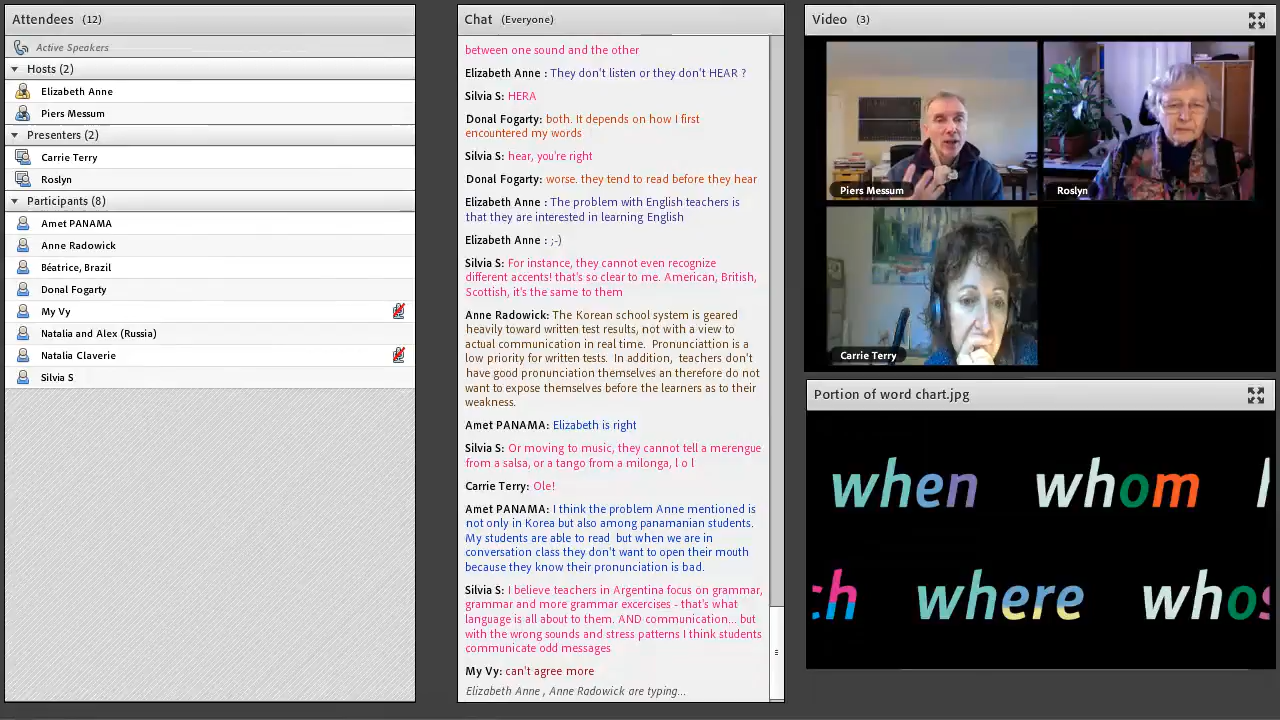 Attendees (12)
Active Speakers
Hosts (2)
Elizabeth Anne
Piers Messum
Presenters (2)
Carrie Terry
Roslyn
Participants (8)
Amet PANAMA
Anne Radowick
Béatrice, Brazil
Donal Fogarty
My Vy
Natalia and Alex (Russia)
Natalia Claverie
Silvia S
Chat (Everyone)
between one sound and the other
Elizabeth Anne : They don't listen or they don't HEAR ?
Silvia S: HERA
Donal Fogarty: both. It depends on how I first
encountered my words
Silvia S: hear, you're right
Donal Fogarty: worse. they tend to read before they hear
Elizabeth Anne : The problem with English teachers is
that they are interested in learning English
Elizabeth Anne : ;-)
Silvia S: For instance, they cannot even recognize
different accents! that's so clear to me. American, British,
Scottish, it's the same to them
Anne Radowick: The Korean school system is geared
heavily toward written test results, not with a view to
actual communication in real time. Pronunciattion is a
low priority for written tests. In addition, teachers don't
have good pronunciation themselves an therefore do not
want to expose themselves before the learners as to their
weakness.
Amet PANAMA: Elizabeth is right
Silvia S: Or moving to music, they cannot tell a merengue
from a salsa, or a tango from a milonga, l o l
Carrie Terry: Ole!
Amet PANAMA: I think the problem Anne mentioned is
not only in Korea but also among panamanian students.
My students are able to read but when we are in
conversation class they don't want to open their mouth
because they know their pronunciation is bad.
Silvia S: I believe teachers in Argentina focus on grammar,
grammar and more grammar excercises - that's what
language is all about to them. AND communication... but
with the wrong sounds and stress patterns I think students
communicate odd messages
My Vy: can't agree more
Elizabeth Anne , Anne Radowick are typing...
Video (3)
Piers Messum
Roslyn
Carrie Terry
Portion of word chart.jpg
when whom
ch where whos